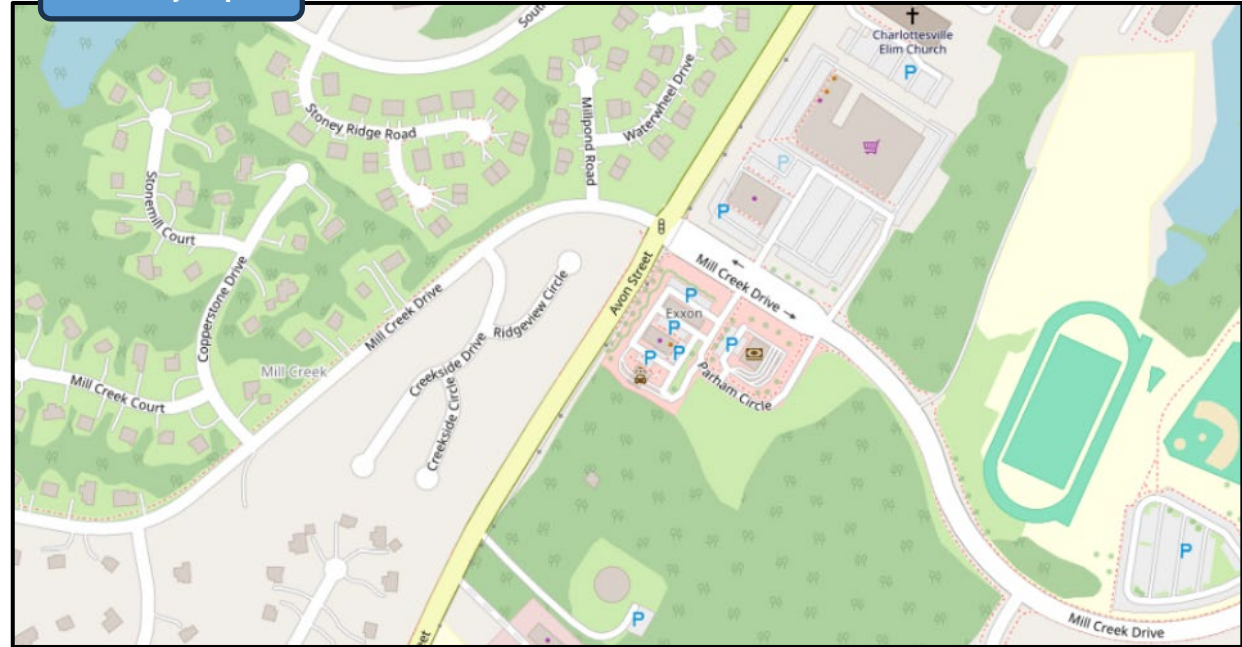 Sout
Charlottesville
Elim Church
P
Waterwheel Drive
Millpond Road
Stoney Ridge Road
P
P
Stonemill Court
Mill Creek Drive
Avon Street
Copperstone Drive
Ridgeview Circle
P
Exxon
P
P
P
P
Mill Creek Drive
Mill Creek
Creekside Drive
Parham Circle
Mill Creek Court
Creekside Circle
P
P
Mill Creek Drive
eet